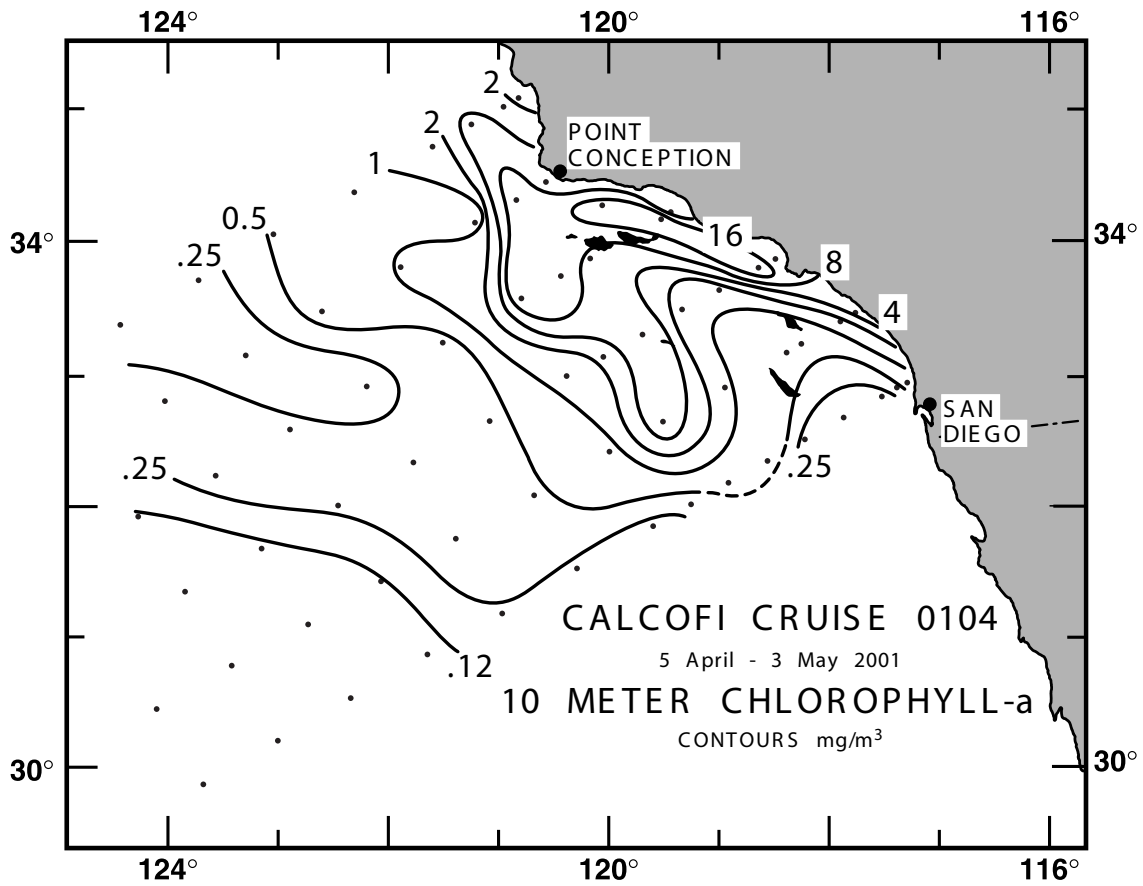 124° 120° 116°
2
2
POINT
CONCEPTION
1
0.5
16
34° 34°
.25
8
4
SAN
DIEGO
.25
.25
CALCOFI CRUISE 0104
5 April - 3 May 2001
.12
10 METER CHLOROPHYLL-a
CONTOURS mg/m³
30° 30°
124° 120° 116°